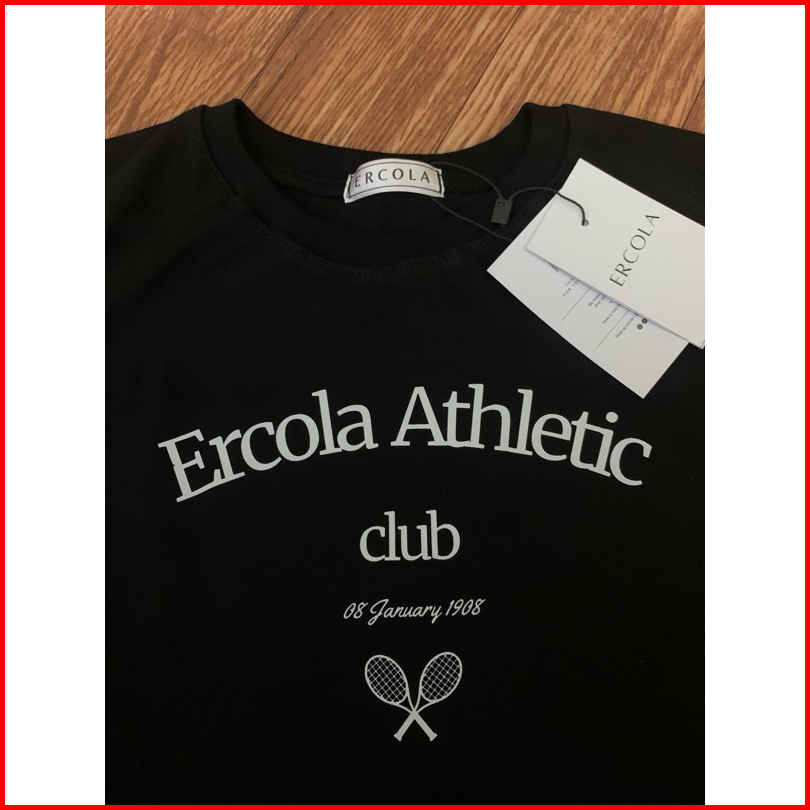 ERCOLA
ERCOLA
Ercola Athletic
club
08 January 1908